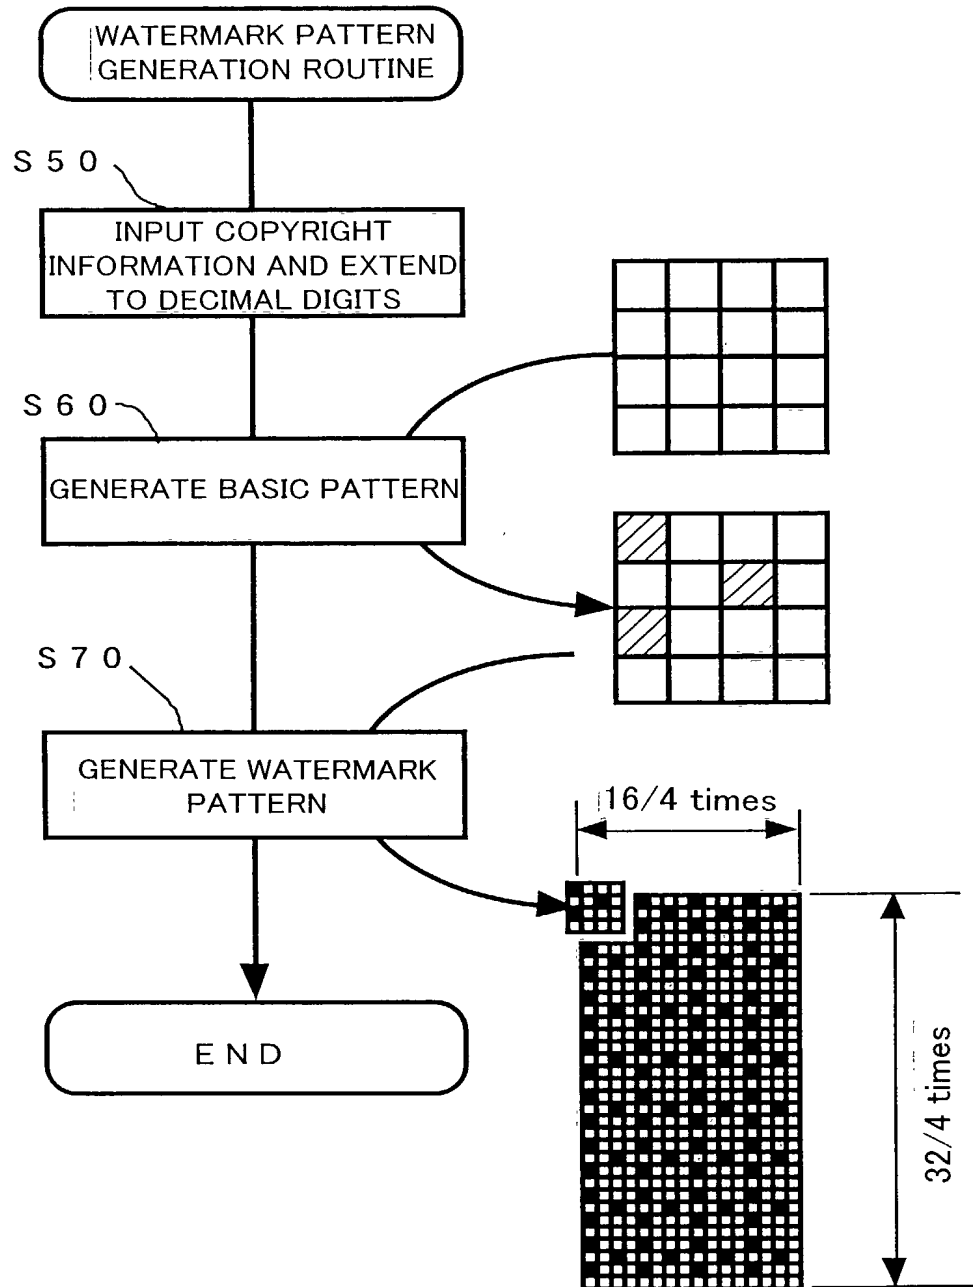 WATERMARK PATTERN
GENERATION ROUTINE
S 5 0
INPUT COPYRIGHT
INFORMATION AND EXTEND
TO DECIMAL DIGITS
S 6 0
GENERATE BASIC PATTERN
S 7 0
GENERATE WATERMARK
PATTERN
16/4 times
32/4 times
E N D